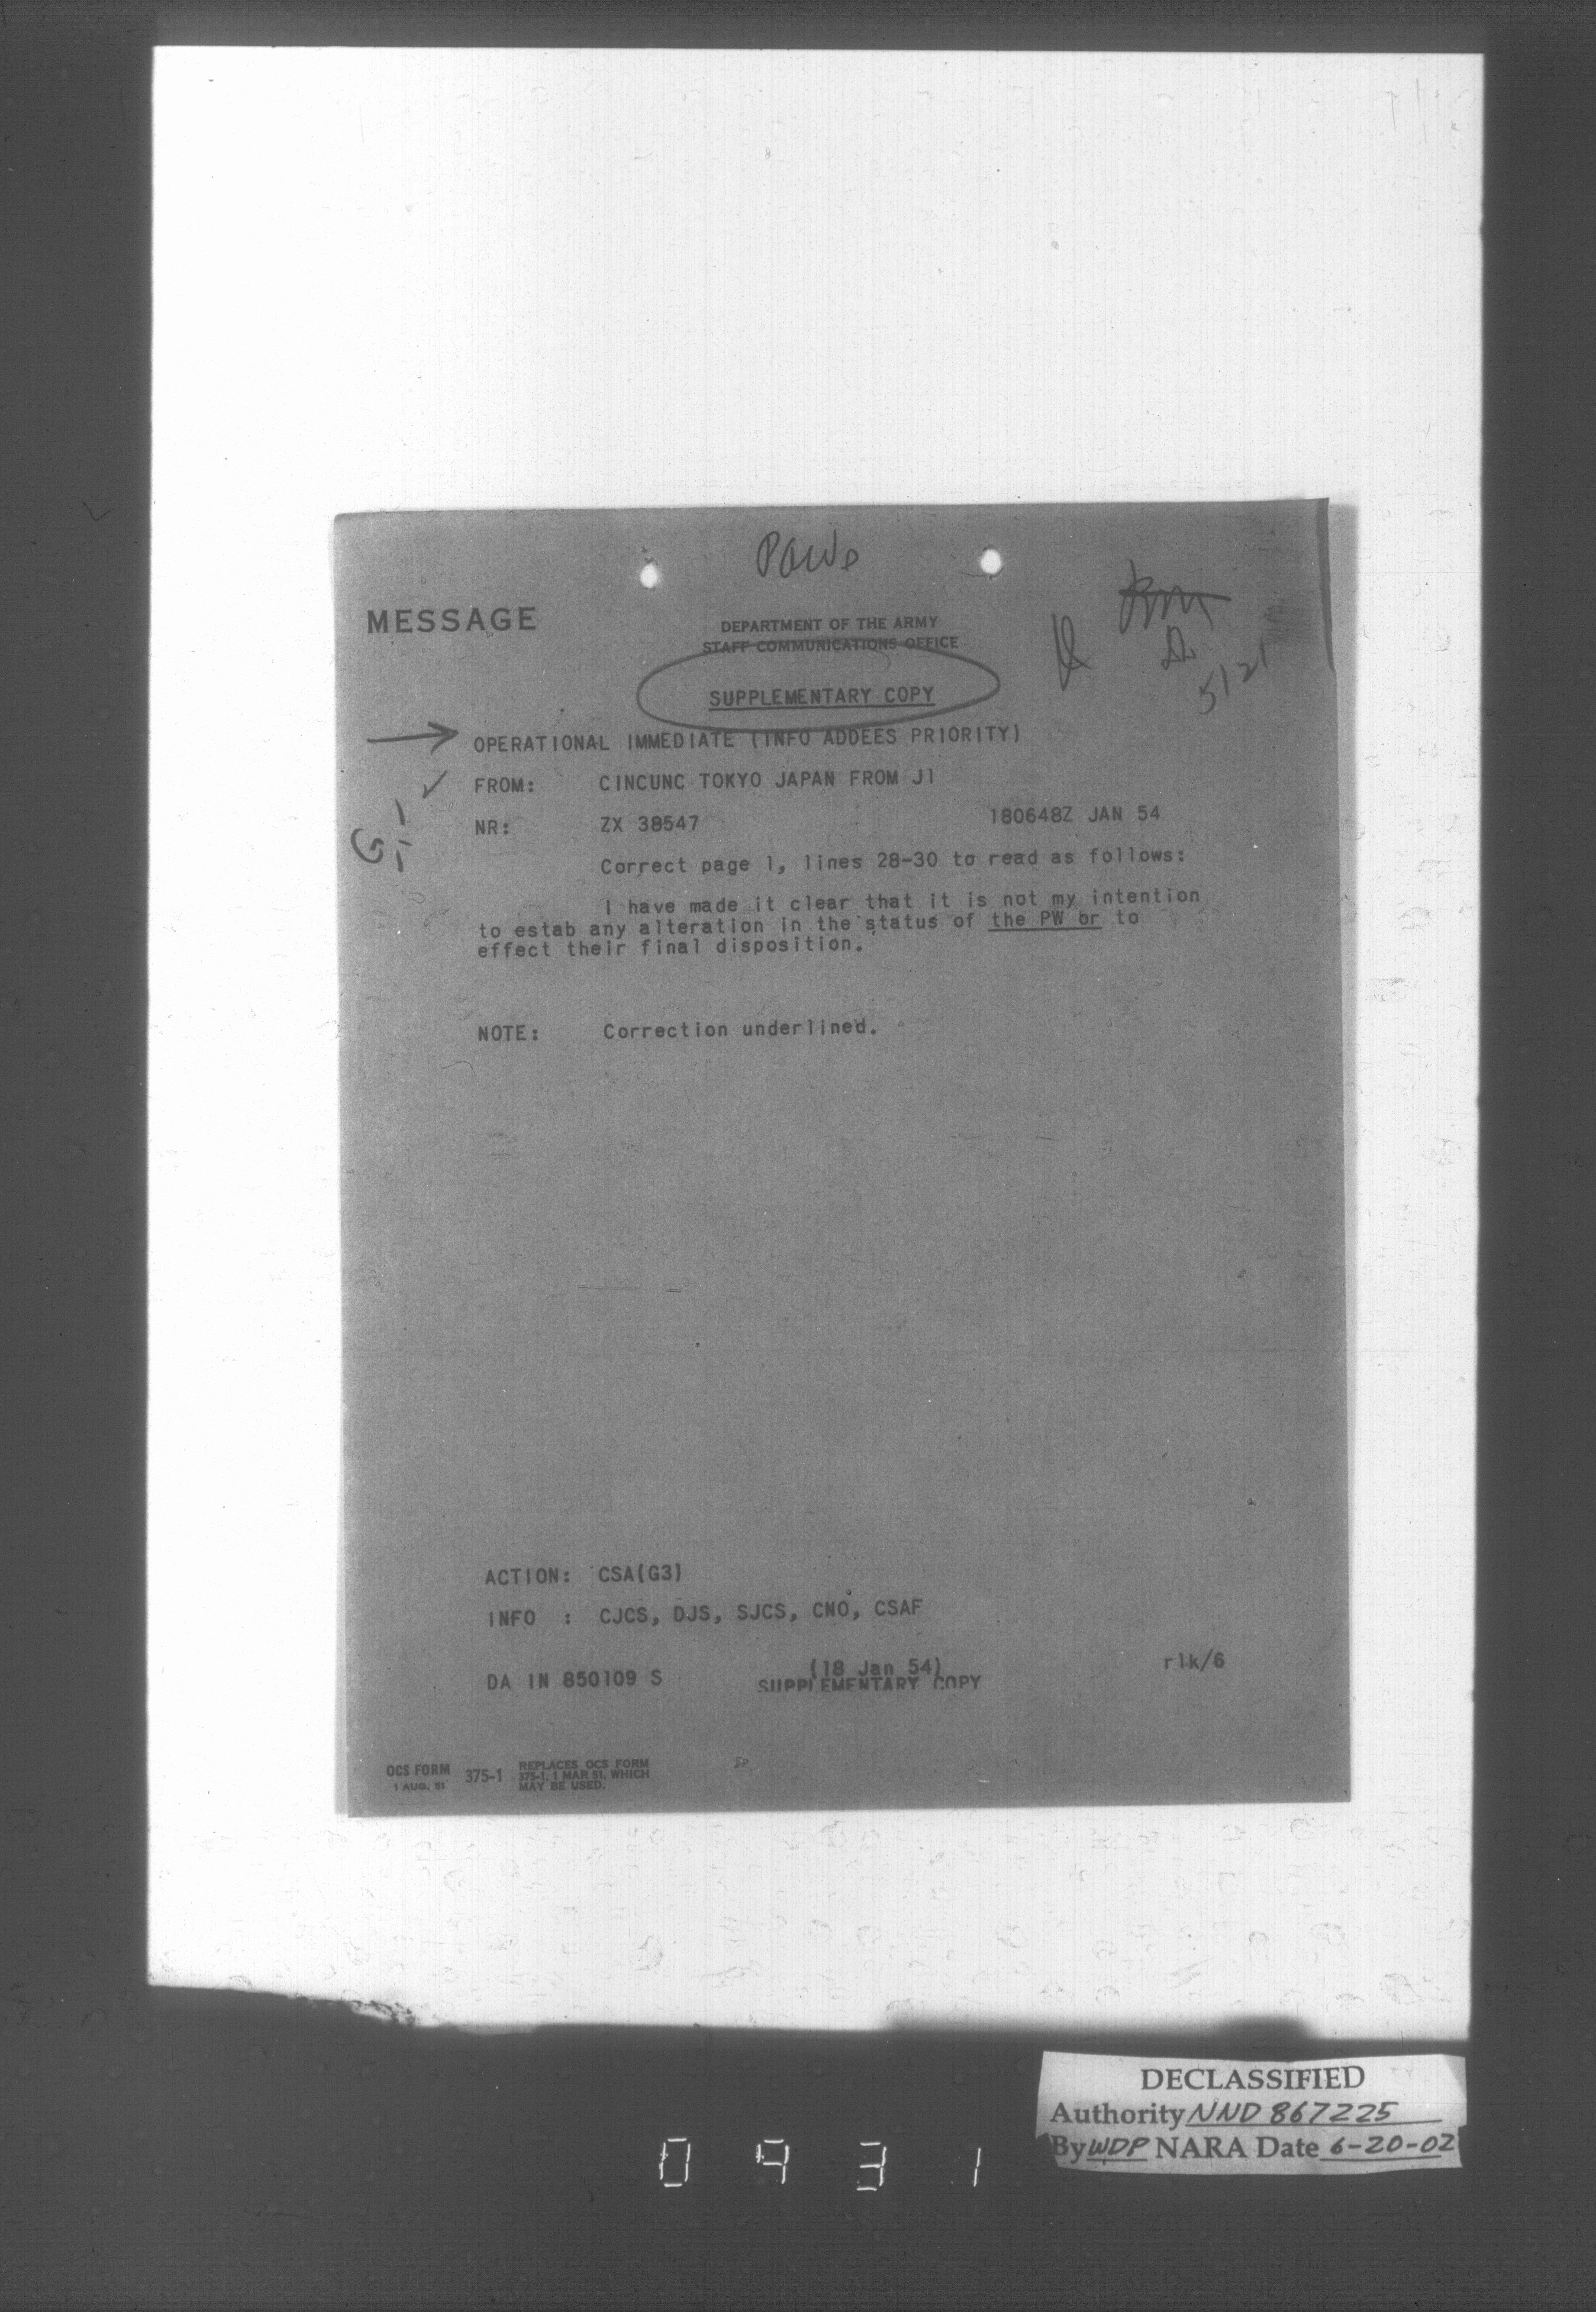 POWs
MESSAGE
DEPARTMENT OF THE ARMY
STAFF COMMUNICATIONS OFFICE
SUPPLEMENTARY COPY
5/21
OPERATIONAL IMMEDIATE (INFO ADDEES PRIORITY)
FROM: CINCUNC TOKYO JAPAN FROM J1
NR: ZX 38547 180648Z JAN 54
G-1
Correct page 1, lines 28-30 to read as follows:
I have made it clear that it is not my intention
to estab any alteration in the status of the PW or to
effect their final disposition.
NOTE: Correction underlined.
ACTION: CSA(G3)
INFO : CJCS, DJS, SJCS, CNO, CSAF
DA IN 850109 S (18 Jan 54) rlk/6
SUPPLEMENTARY COPY
OCS FORM 375-1 REPLACES OCS FORM
1 AUG. 51 375-1, 1 MAR 51, WHICH
MAY BE USED.
DECLASSIFIED
Authority NND 867225
By WDP NARA Date 6-20-02
0931